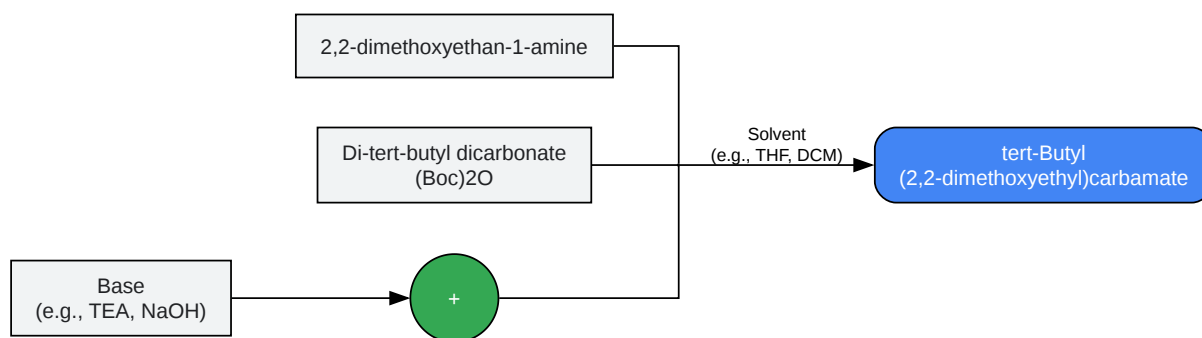 2,2-dimethoxyethan-1-amine
Di-tert-butyl dicarbonate
(Boc)2O
Solvent
(e.g., THF, DCM)
tert-Butyl
(2,2-dimethoxyethyl)carbamate
Base
(e.g., TEA, NaOH)
+